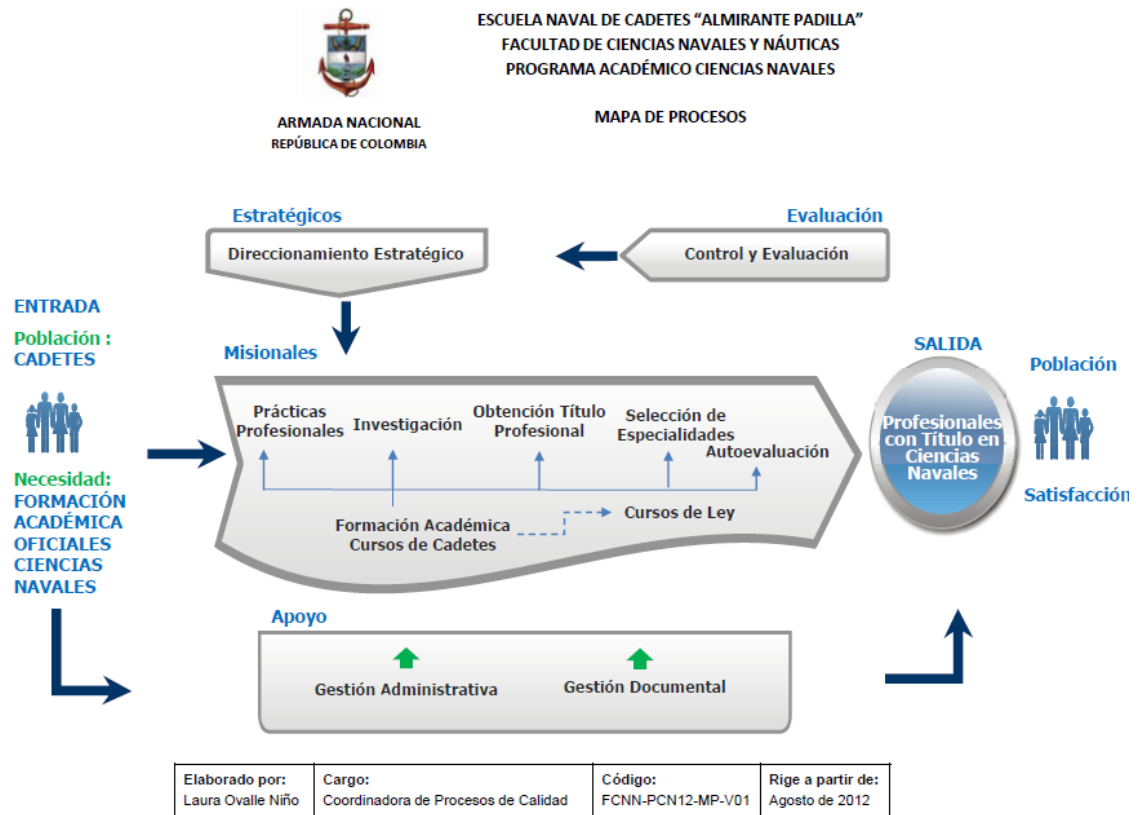 ESCUELA NAVAL DE CADETES “ALMIRANTE PADILLA”
FACULTAD DE CIENCIAS NAVALES Y NÁUTICAS
PROGRAMA ACADÉMICO CIENCIAS NAVALES
MAPA DE PROCESOS
ARMADA NACIONAL
REPÚBLICA DE COLOMBIA
Estratégicos
Direccionamiento Estratégico
Evaluación
Control y Evaluación
ENTRADA
Población :
CADETES
Necesidad:
FORMACIÓN
ACADÉMICA
OFICIALES
CIENCIAS
NAVALES
Misionales
Prácticas
Profesionales
Investigación
Obtención Título
Profesional
Selección de
Especialidades
Autoevaluación
Formación Académica
Cursos de Cadetes
Cursos de Ley
SALIDA
Profesionales
con Título en
Ciencias
Navales
Población
Satisfacción
Apoyo
Gestión Administrativa
Gestión Documental
Elaborado por:
Laura Ovalle Niño
Cargo:
Coordinadora de Procesos de Calidad
Código:
FCNN-PCN12-MP-V01
Rige a partir de:
Agosto de 2012